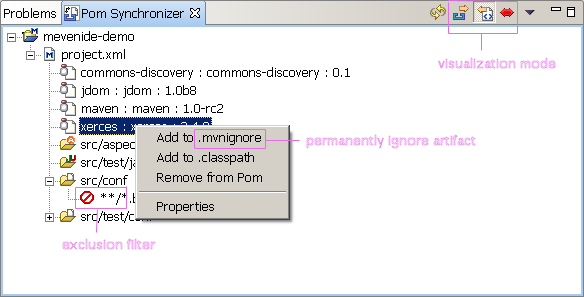 Problems Pom Synchronizer
mevenide-demo
visualization mode
project.xml
commons-discovery : commons-discovery : 0.1
jdom : jdom : 1.0b8
maven : maven : 1.0-rc2
xerces :
Add to .mvnignore
permanently ignore artifact
src/aspec
Add to .classpath
src/test/ja
Remove from Pom
src/conf
**/*.
Properties
src/test/
exclusion filter